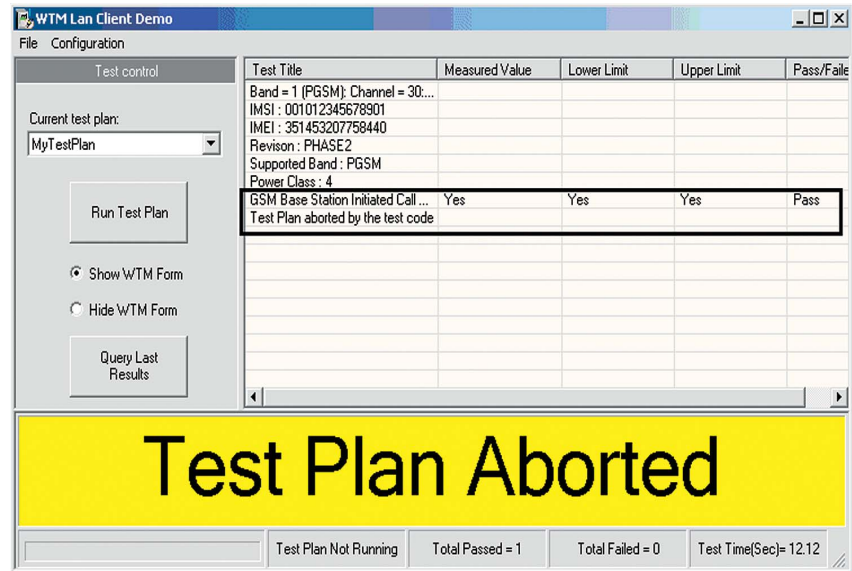 WTM Lan Client Demo
File Configuration
Test control
Current test plan:
MyTestPlan
Run Test Plan
Show WTM Form
Hide WTM Form
Query Last
Results
Test Title Measured Value Lower Limit Upper Limit Pass/Faile
Band = 1 (PGSM): Channel = 30:...
IMSI : 001012345678901
IMEI : 351453207758440
Revison : PHASE2
Supported Band : PGSM
Power Class : 4
GSM Base Station Initiated Call ... Yes Yes Yes Pass
Test Plan aborted by the test code
Test Plan Aborted
Test Plan Not Running Total Passed = 1 Total Failed = 0 Test Time(Sec)= 12.12